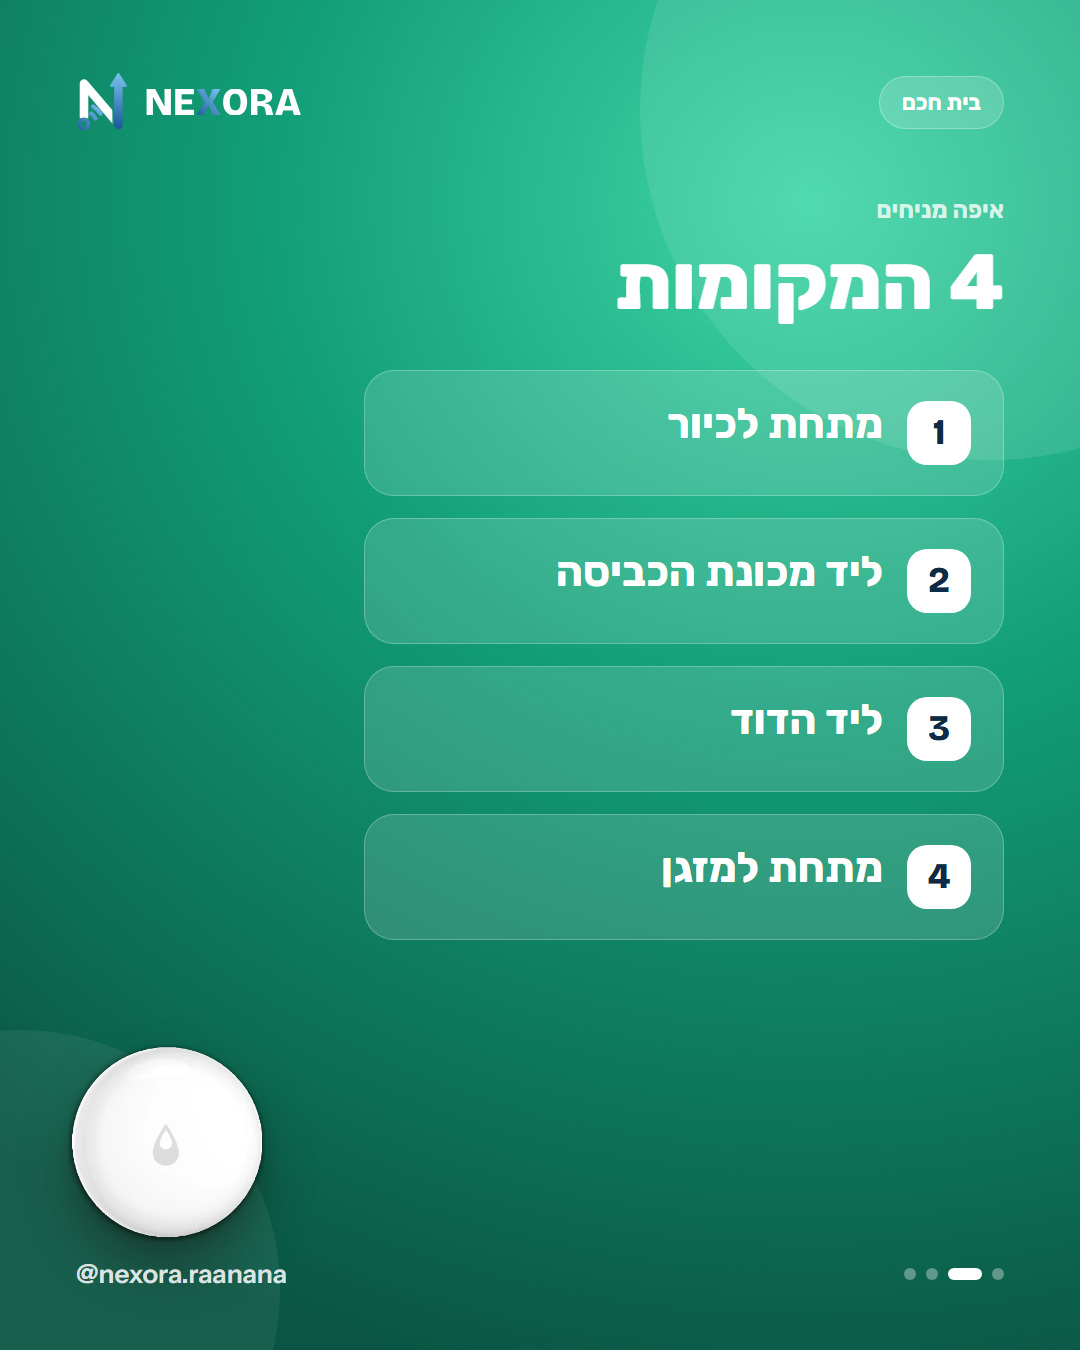 NEXORA
בית חכם
איפה מניחים
4 המקומות
1 מתחת לכיור
2 ליד מכונת הכביסה
3 ליד הדוד
4 מתחת למזגן
@nexora.raanana